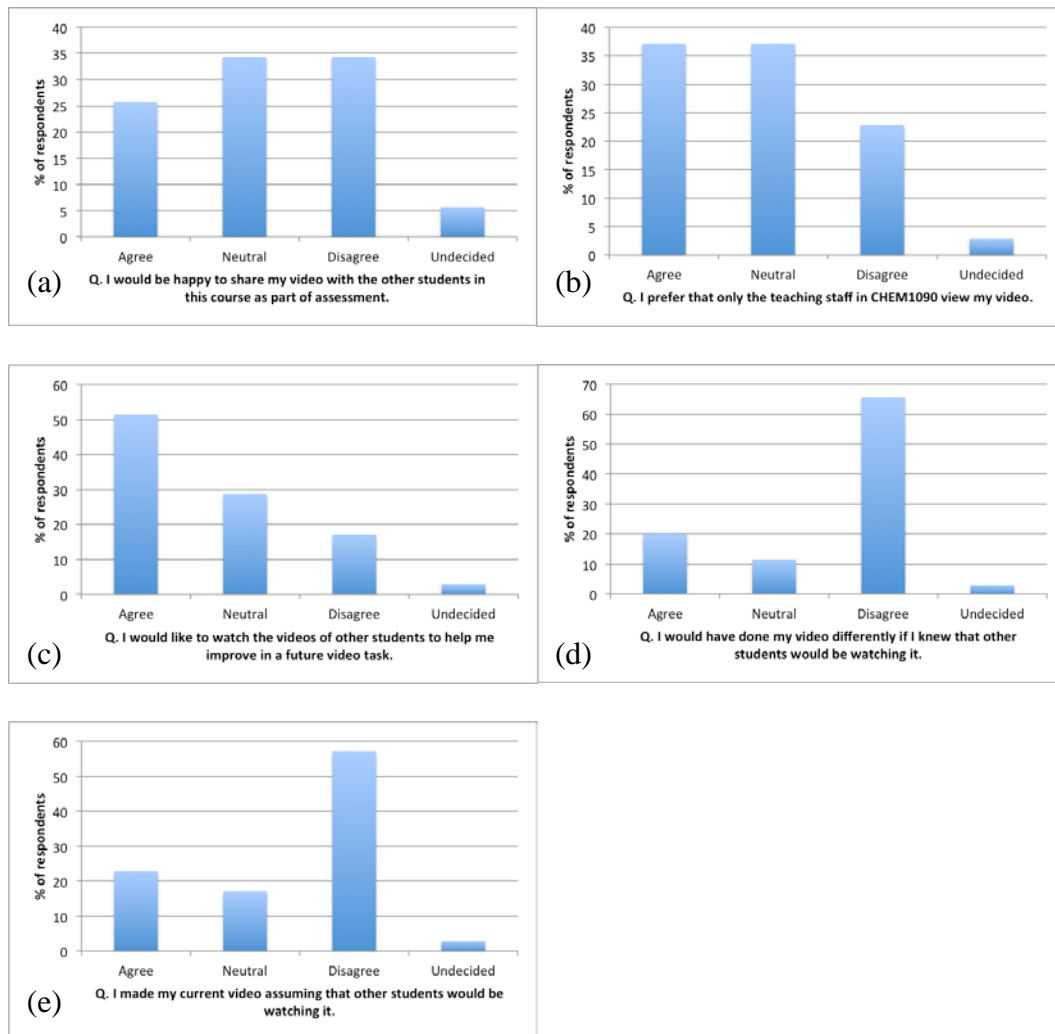 % of respondents
40
35
30
25
20
15
10
5
0
Agree Neutral Disagree Undecided
(a)
Q. I would be happy to share my video with the other students in
this course as part of assessment.
% of respondents
40
35
30
25
20
15
10
5
0
Agree Neutral Disagree Undecided
(b)
Q. I prefer that only the teaching staff in CHEM1090 view my video.
% of respondents
60
50
40
30
20
10
0
Agree Neutral Disagree Undecided
(c)
Q. I would like to watch the videos of other students to help me
improve in a future video task.
% of respondents
70
60
50
40
30
20
10
0
Agree Neutral Disagree Undecided
(d)
Q. I would have done my video differently if I knew that other
students would be watching it.
% of respondents
60
50
40
30
20
10
0
Agree Neutral Disagree Undecided
(e)
Q. I made my current video assuming that other students would be
watching it.